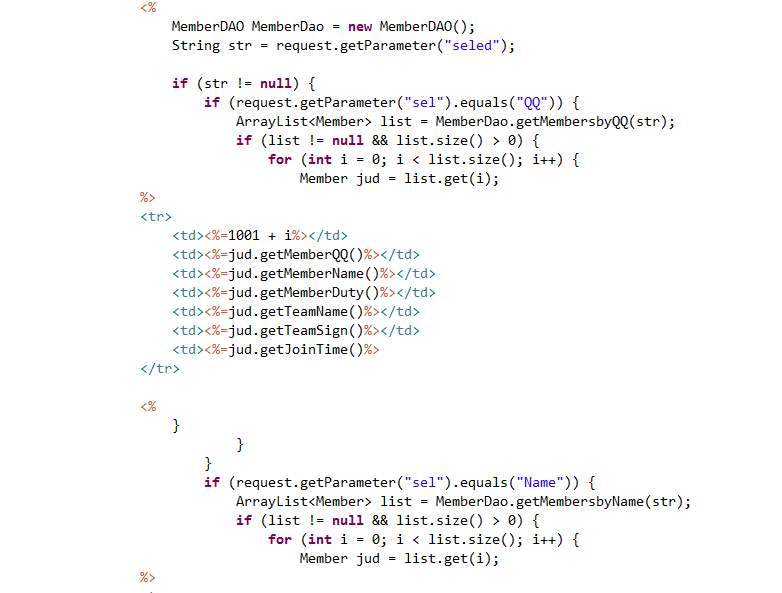 <%
MemberDAO MemberDao = new MemberDAO();
String str = request.getParameter("seled");
if (str != null) {
if (request.getParameter("sel").equals("QQ")) {
ArrayList<Member> list = MemberDao.getMembersbyQQ(str);
if (list != null && list.size() > 0) {
for (int i = 0; i < list.size(); i++) {
Member jud = list.get(i);
%>
<tr>
<td><%=1001 + i%></td>
<td><%=jud.getMemberQQ()%></td>
<td><%=jud.getMemberName()%></td>
<td><%=jud.getMemberDuty()%></td>
<td><%=jud.getTeamName()%></td>
<td><%=jud.getTeamSign()%></td>
<td><%=jud.getJoinTime()%>
</tr>
<%
}
}
}
if (request.getParameter("sel").equals("Name")) {
ArrayList<Member> list = MemberDao.getMembersbyName(str);
if (list != null && list.size() > 0) {
for (int i = 0; i < list.size(); i++) {
Member jud = list.get(i);
%>